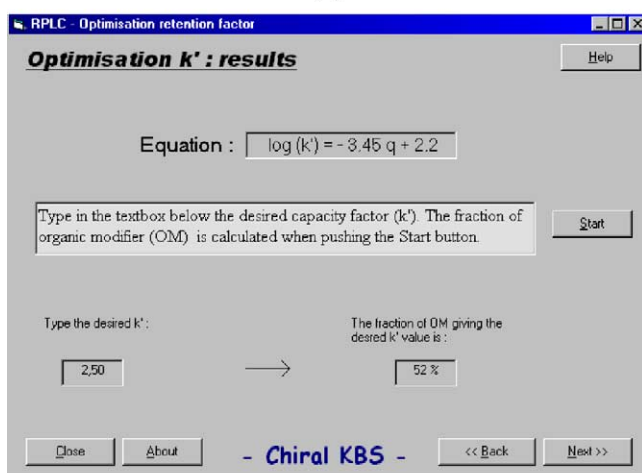 RPLC - Optimisation retention factor
Optimisation k' : results
Help
Equation : log (k') = - 3.45 q + 2.2
Type in the textbox below the desired capacity factor (k'). The fraction of
organic modifier (OM) is calculated when pushing the Start button.
Start
Type the desired k' :
The fraction of OM giving the
desred k' value is :
2,50
52 %
Close
About
- Chiral KBS -
<< Back
Next >>